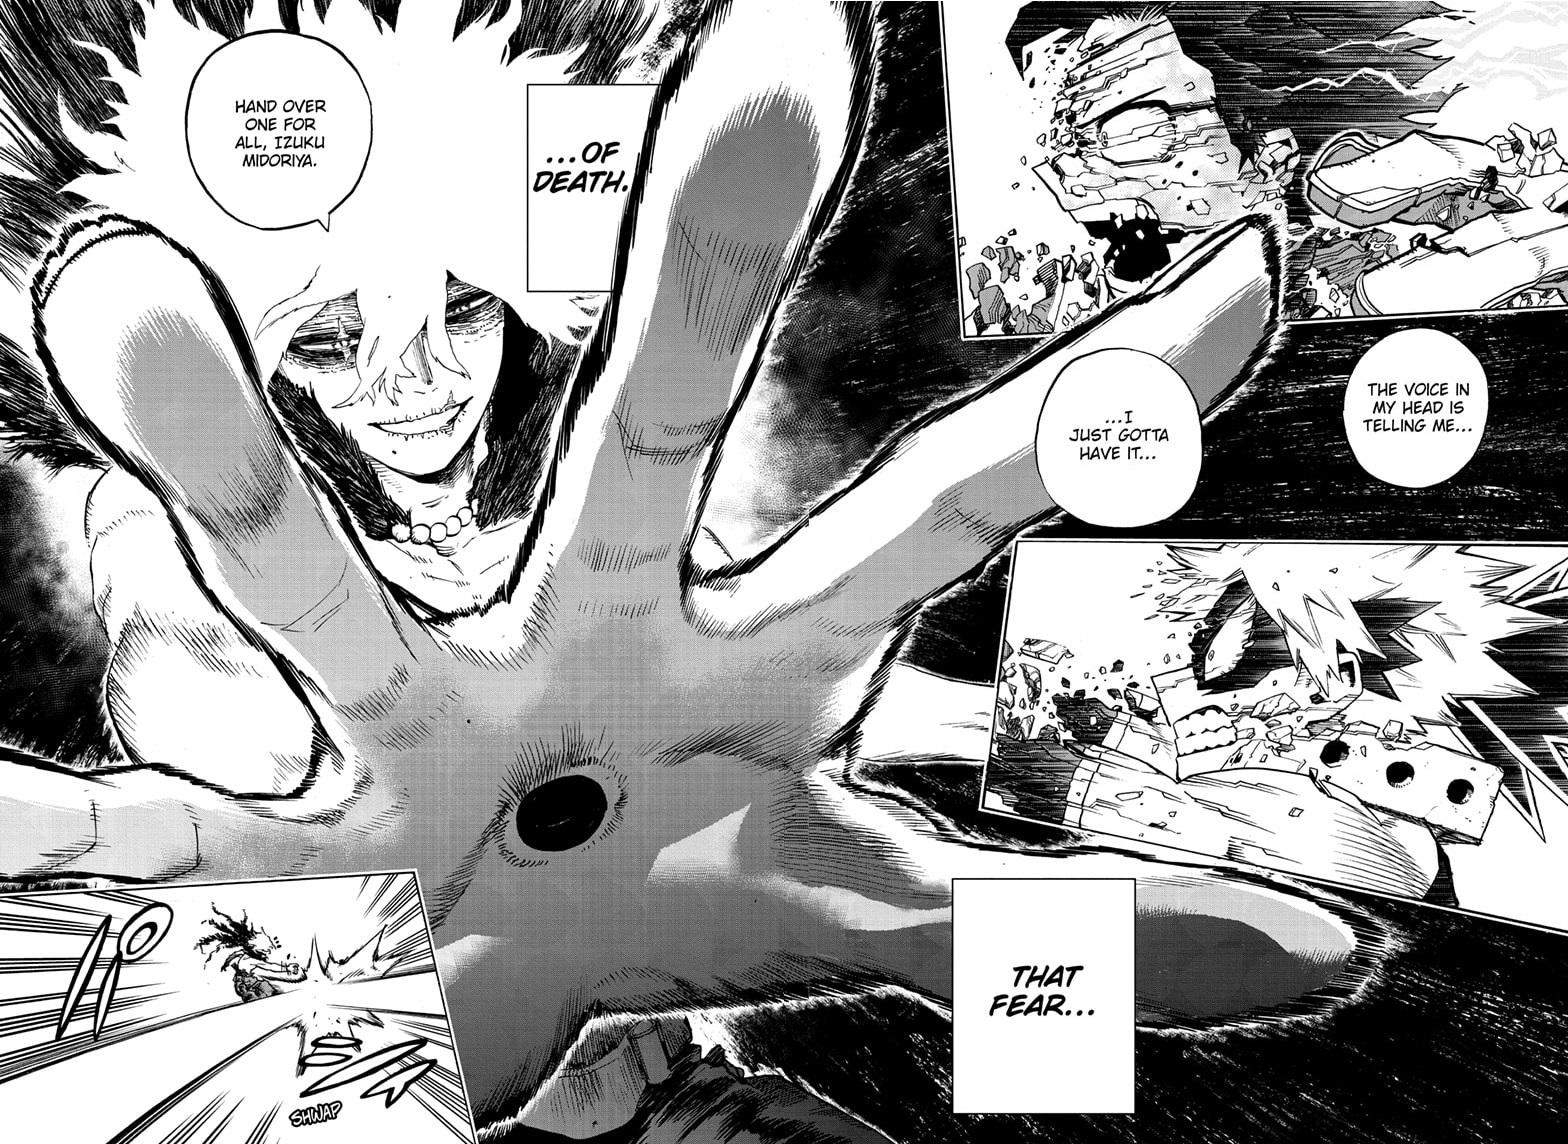 THE VOICE IN
MY HEAD IS
TELLING ME...
...I
JUST GOTTA
HAVE IT...
THAT
FEAR...
...OF
DEATH.
HAND OVER
ONE FOR
ALL, IZUKU
MIDORIYA.
SHWAP